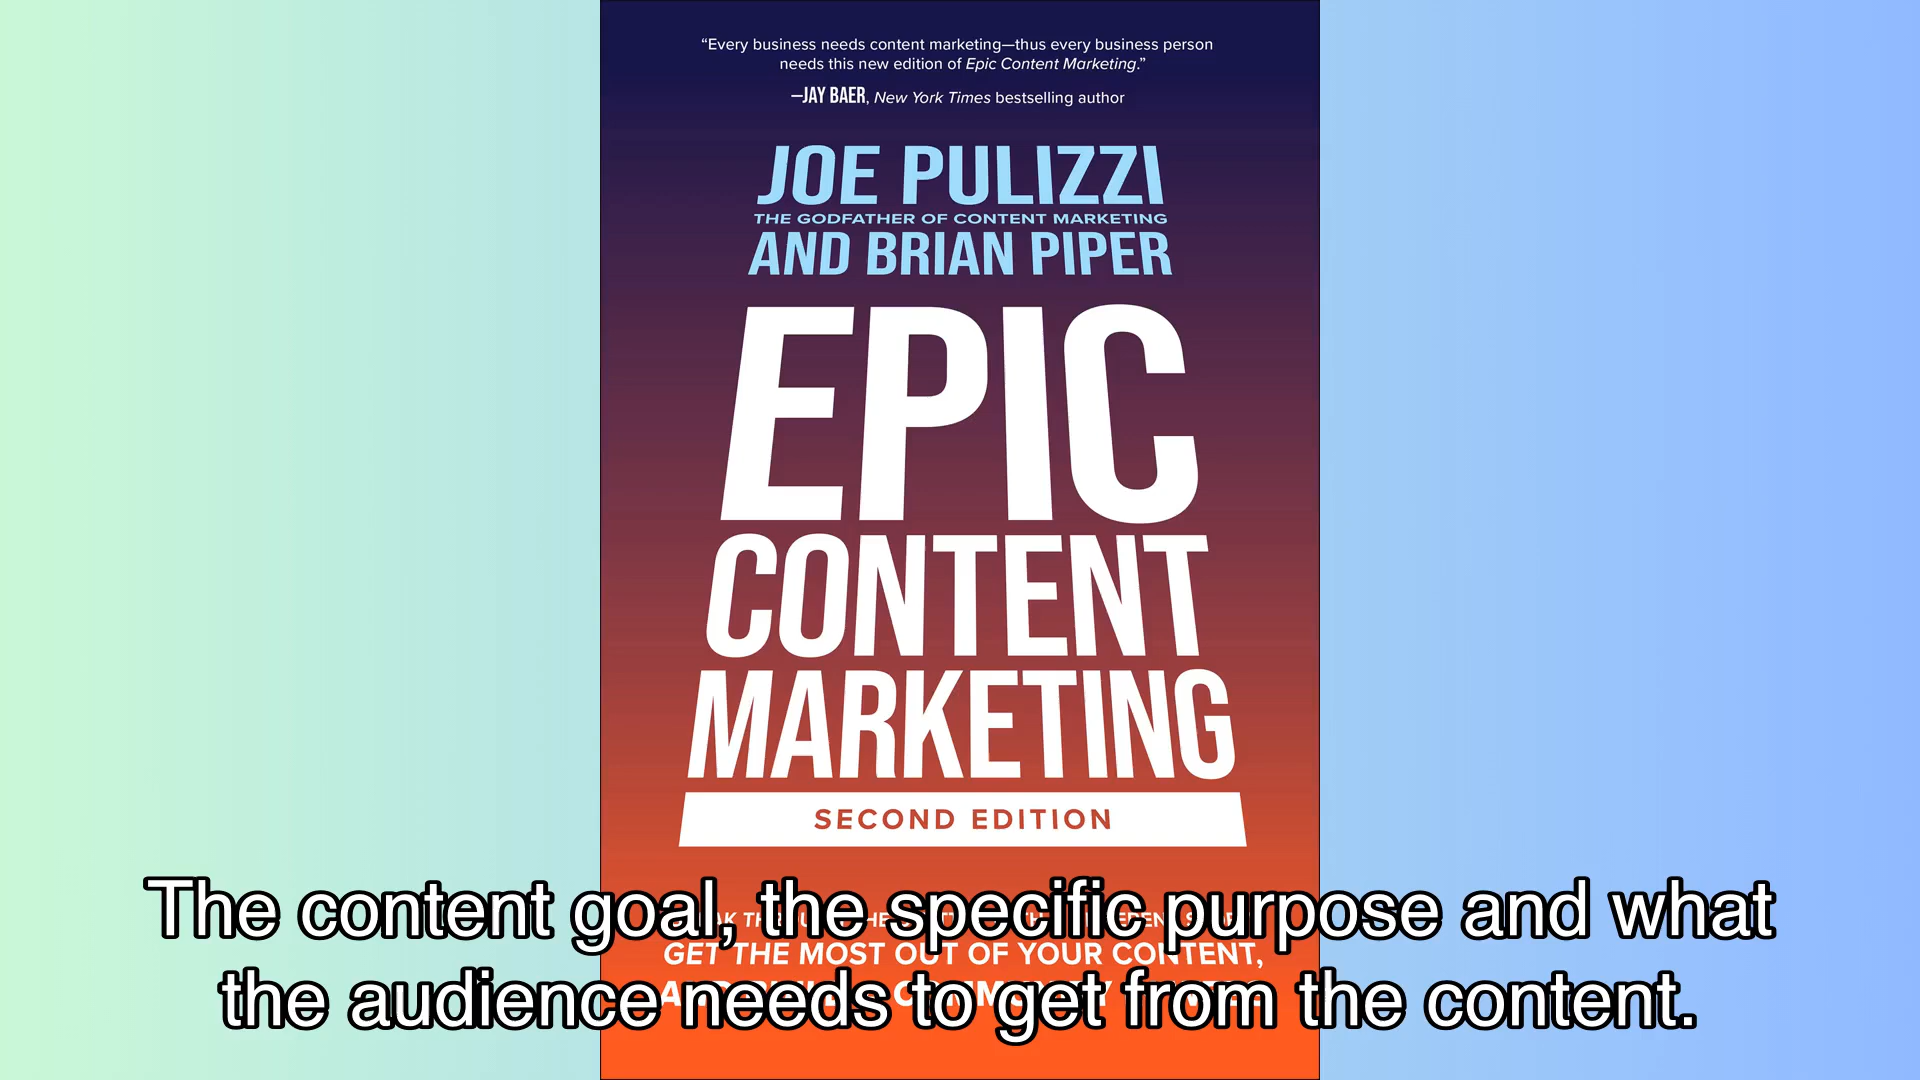 “Every business needs content marketing—thus every business person
needs this new edition of Epic Content Marketing.”
—JAY BAER, New York Times bestselling author
JOE PULIZZI
THE GODFATHER OF CONTENT MARKETING
AND BRIAN PIPER
EPIC
CONTENT
MARKETING
SECOND EDITION
GET THE MOST OUT OF YOUR CONTENT,
The content goal, the specific purpose and what
the audience needs to get from the content.